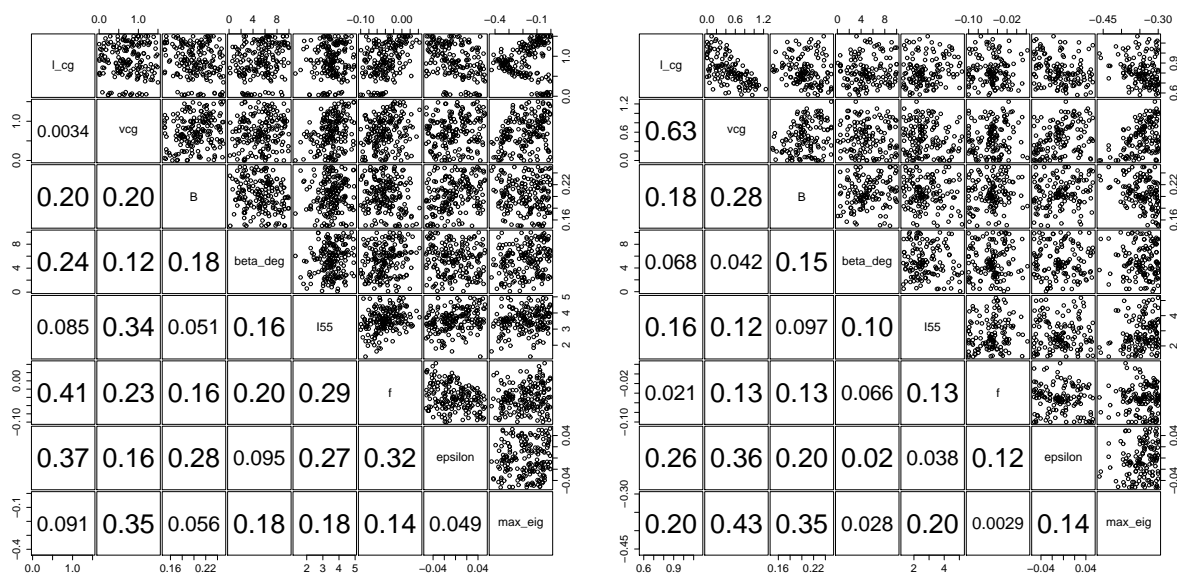 0.0 1.0 0 4 8 −0.10 0.00 −0.4 −0.1
l_cg 0.0 1.0
0.0 1.0 0.0034 vcg
0.20 0.20 B 0.16 0.22
0 4 8 0.24 0.12 0.18 beta_deg
0.085 0.34 0.051 0.16 I55 2 3 4 5
−0.10 0.00 0.41 0.23 0.16 0.20 0.29 f
0.37 0.16 0.28 0.095 0.27 0.32 epsilon −0.04 0.04
−0.4 −0.1 0.091 0.35 0.056 0.18 0.18 0.14 0.049 max_eig
0.0 1.0 0.16 0.22 2 3 4 5 −0.04 0.04
0.0 0.6 1.2 0 4 8 −0.10 −0.02 −0.45 −0.30
l_cg 0.6 0.9
0.0 0.6 1.2 0.63 vcg
0.18 0.28 B 0.16 0.22
0 4 8 0.068 0.042 0.15 beta_deg
0.16 0.12 0.097 0.10 I55 2 4
−0.10 −0.02 0.021 0.13 0.13 0.066 0.13 f
0.26 0.36 0.20 0.02 0.038 0.12 epsilon −0.04 0.04
−0.45 −0.30 0.20 0.43 0.35 0.028 0.20 0.0029 0.14 max_eig
0.6 0.9 0.16 0.22 2 4 −0.04 0.04